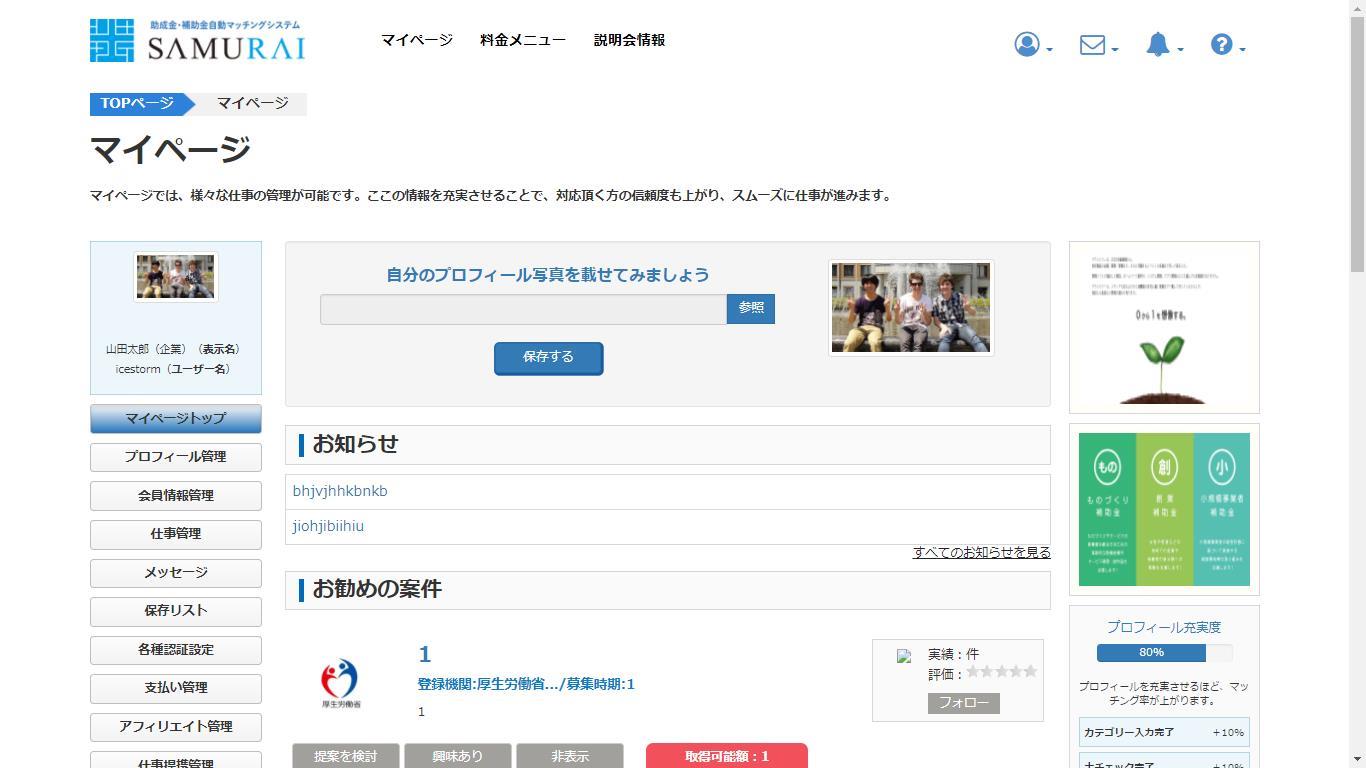 助成金・補助金自動マッチングシステム
SAMURAI
マイページ 料金メニュー 説明会情報
TOPページ マイページ
マイページ
マイページでは、様々な仕事の管理が可能です。ここの情報を充実させることで、対応頂く方の信頼度も上がり、スムーズに仕事が進みます。
山田太郎（企業）（表示名）
icestorm（ユーザー名）
マイページトップ
プロフィール管理
会員情報管理
仕事管理
メッセージ
保存リスト
各種認証設定
支払い管理
アフィリエイト管理
仕事提携管理
自分のプロフィール写真を載せてみましょう
参照
保存する
お知らせ
bhjvjhhkbnkb
jiohjibiihiu
すべてのお知らせを見る
お勧めの案件
厚生労働省
1
登録機関:厚生労働省.../募集時期:1
1
実績：件
評価：
フォロー
提案を検討 興味あり 非表示 取得可能額：1
もの 創 小
ものづくり
補助金
創業
補助金
小規模事業者
補助金
プロフィール充実度
80%
プロフィールを充実させるほど、マッ
チング率が上がります。
カテゴリー入力完了 +10%
+10%